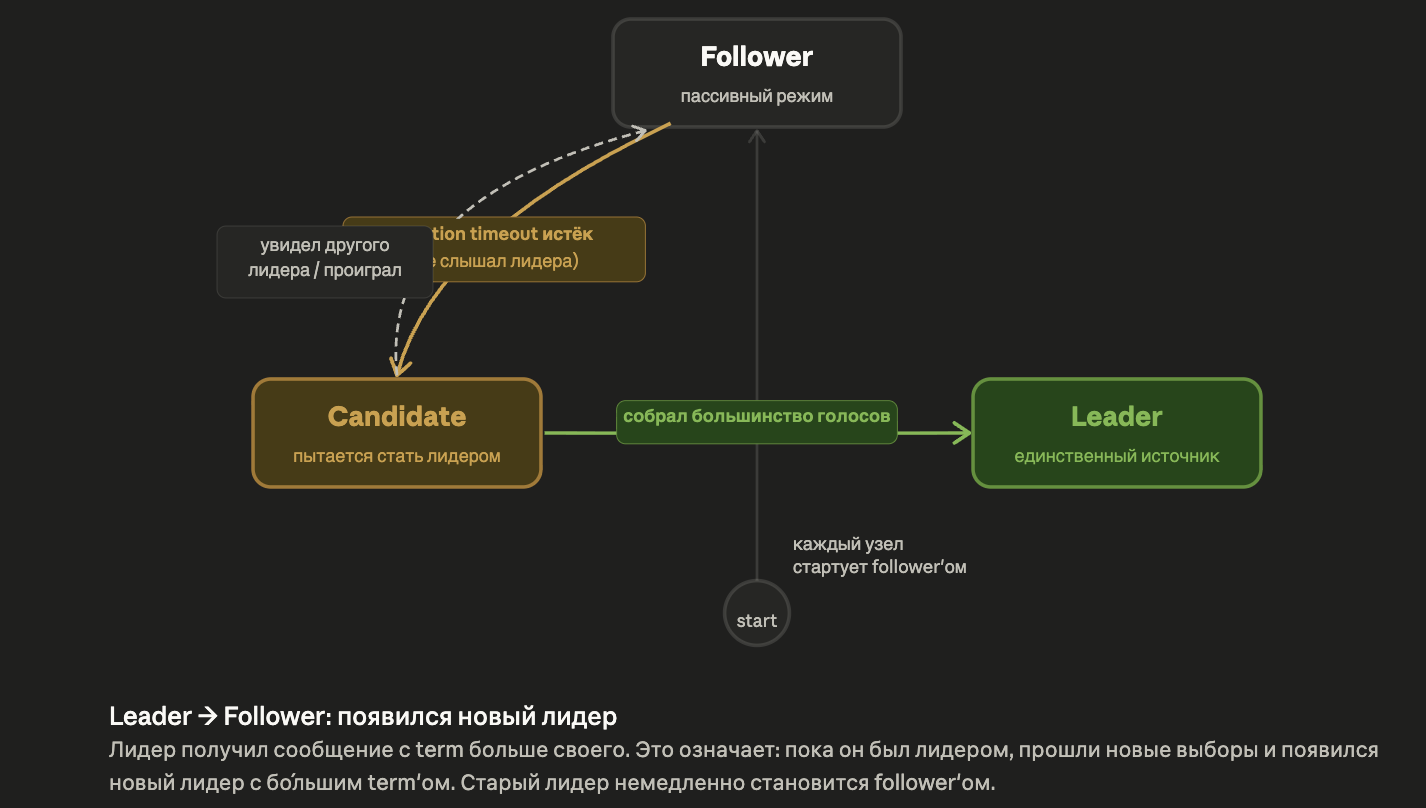 Follower
пассивный режим
tion timeout истёк
увидел другого
лидера / проиграл
слышал лидера)
Candidate
пытается стать лидером
собрал большинство голосов
Leader
единственный источник
каждый узел
стартует follower‘ом
start
Leader → Follower: появился новый лидер
Лидер получил сообщение с term больше своего. Это означает: пока он был лидером, прошли новые выборы и появился
новый лидер с бо́льшим term‘ом. Старый лидер немедленно становится follower‘ом.